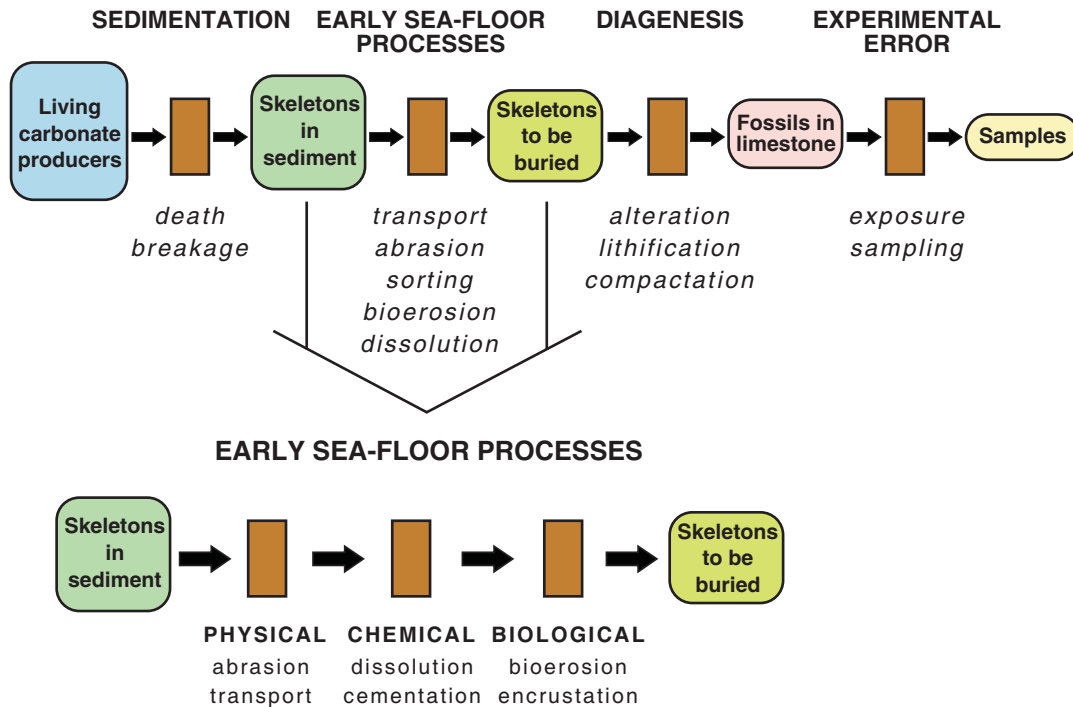 SEDIMENTATION
EARLY SEA-FLOOR
PROCESSES
DIAGENESIS
EXPERIMENTAL
ERROR
Living
carbonate
producers
Skeletons
in
sediment
Skeletons
to be
buried
Fossils in
limestone
Samples
death
breakage
transport
abrasion
sorting
bioerosion
dissolution
alteration
lithification
compactation
exposure
sampling
EARLY SEA-FLOOR PROCESSES
Skeletons
in
sediment
Skeletons
to be
buried
PHYSICAL
abrasion
transport
CHEMICAL
dissolution
cementation
BIOLOGICAL
bioerosion
encrustation